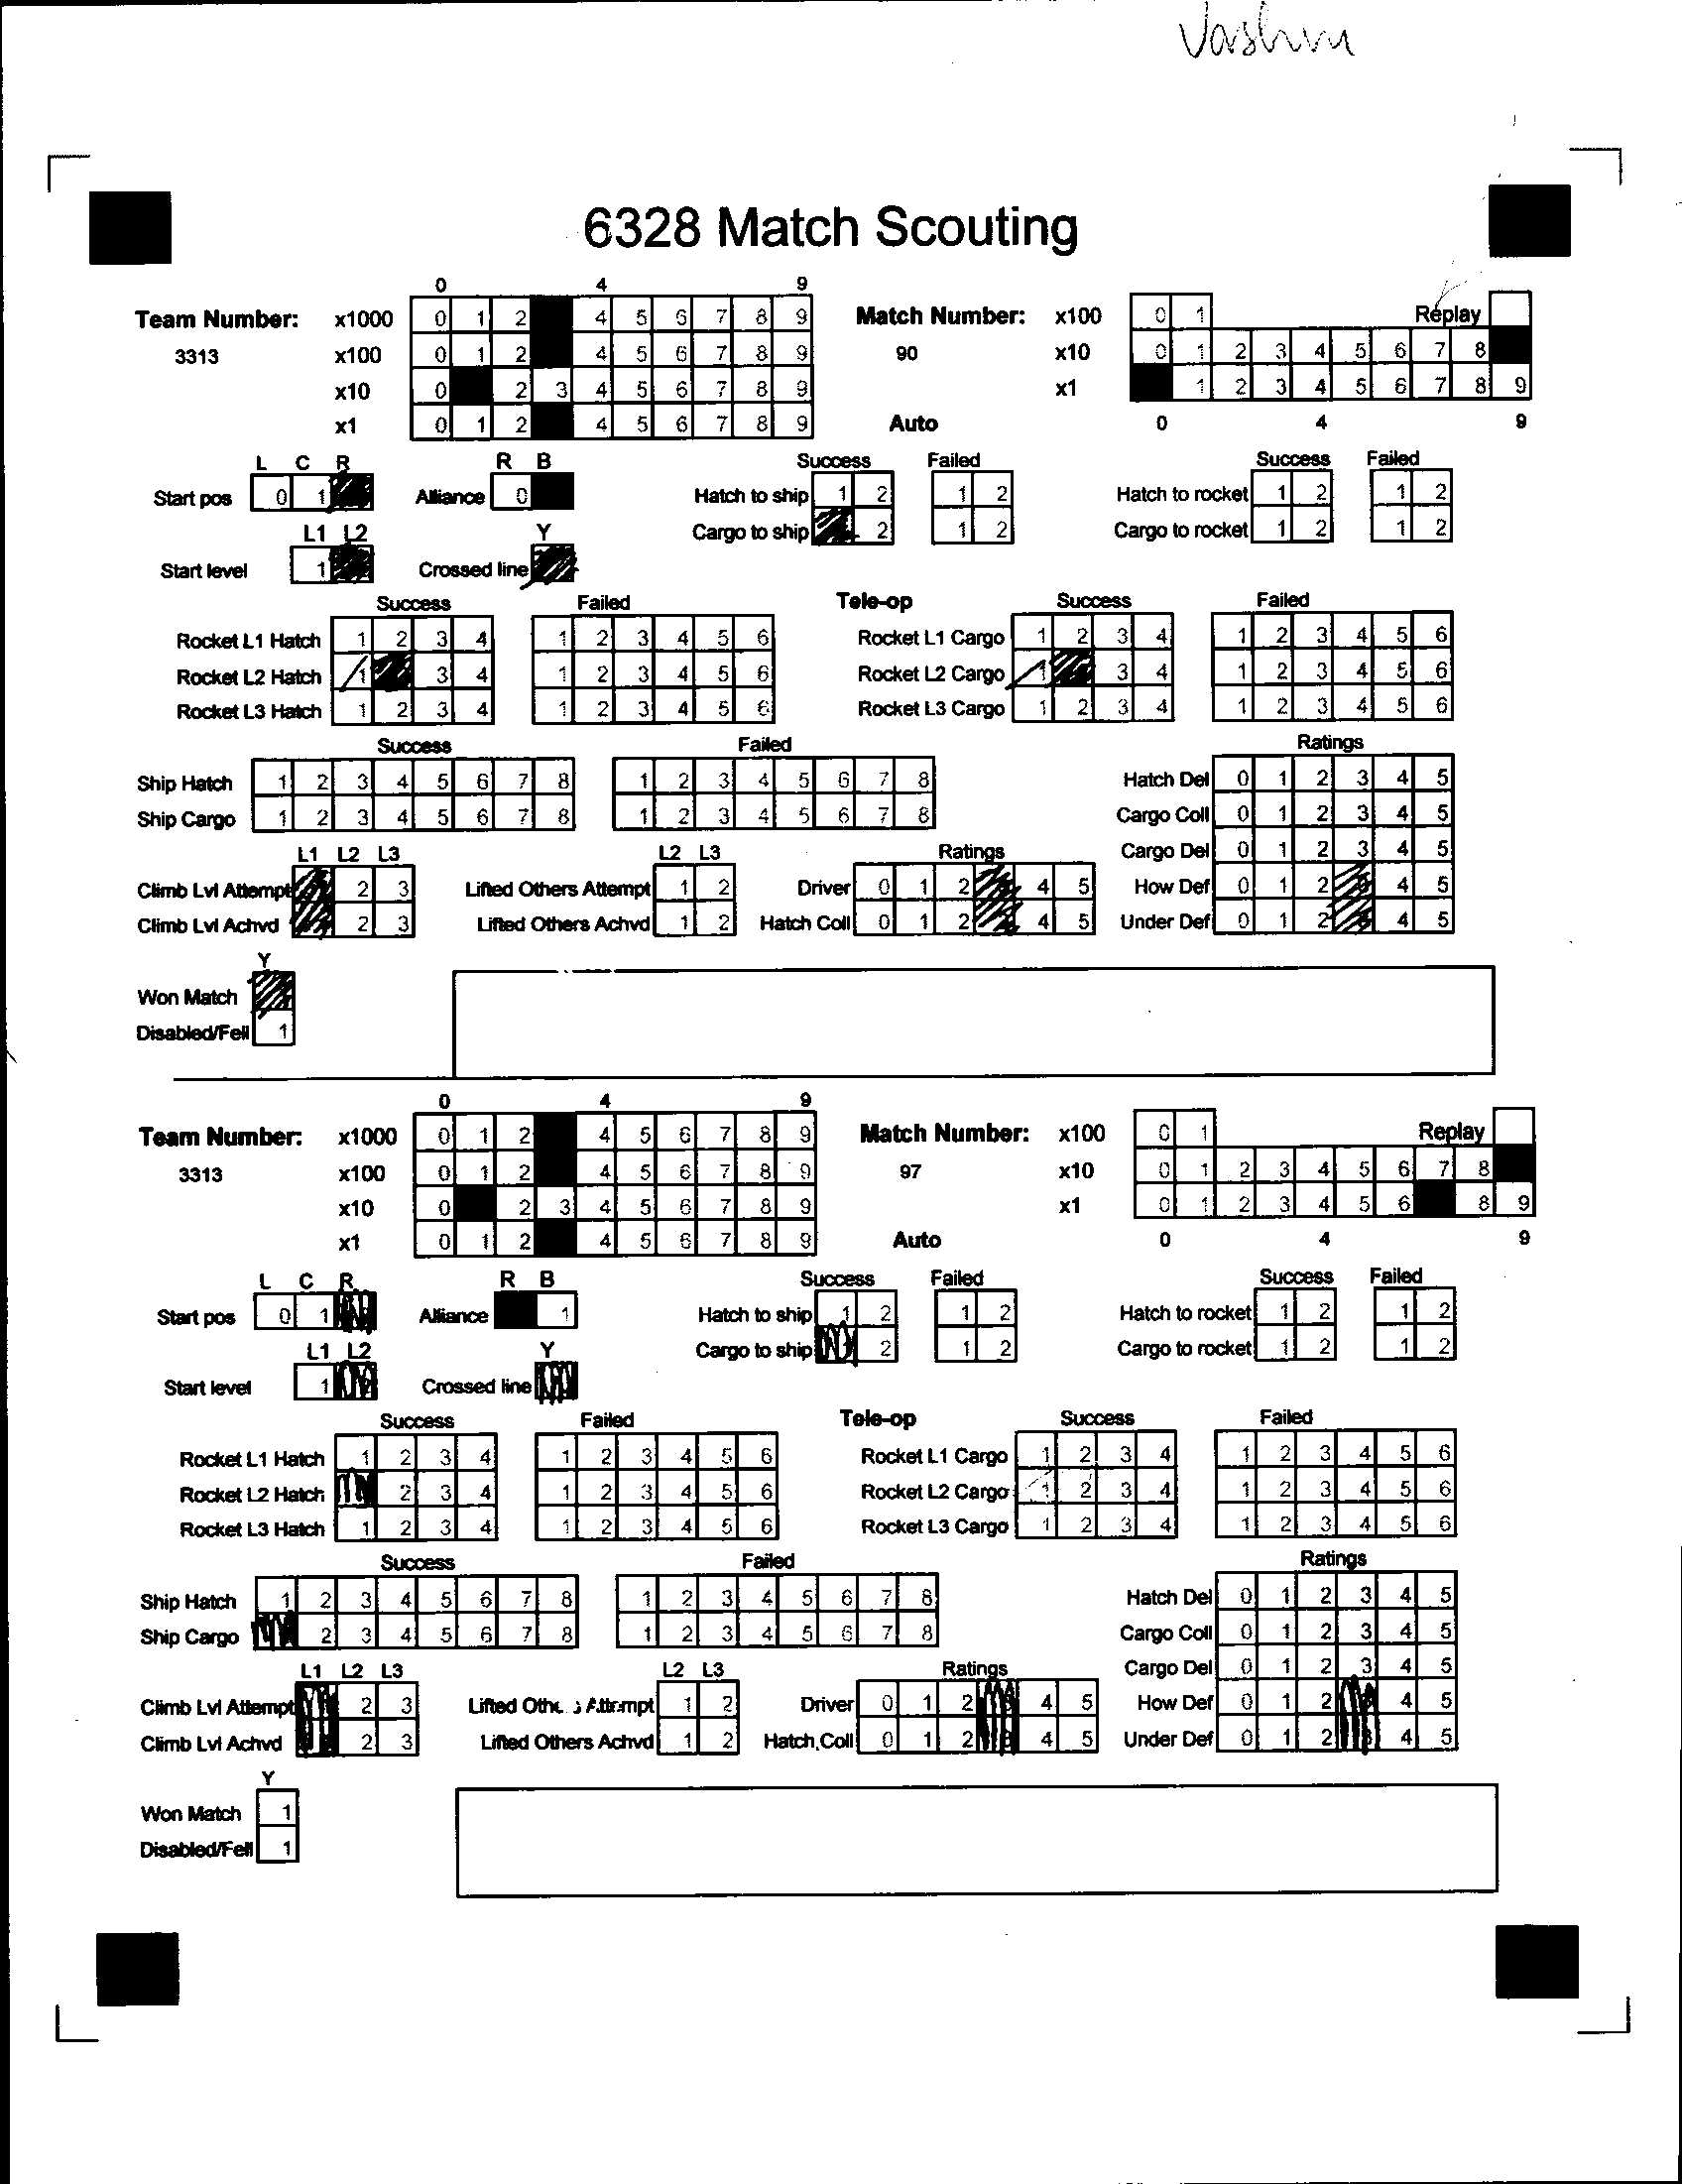 Vashvi
6328 Match Scouting
0 4 9
Team Number: x1000 0 1 2 4 5 6 7 8 9 Match Number: x100 0 1 Replay
3313 x100 0 1 2 4 5 6 7 8 9 90 x10 0 1 2 3 4 5 6 7 8
x10 0 2 3 4 5 6 7 8 9 x1 1 2 3 4 5 6 7 8 9
x1 0 1 2 4 5 6 7 8 9 Auto 0 4 9
L C R R B Success Failed Success Failed
Start pos 0 1 Alliance 0 Hatch to ship 1 2 1 2 Hatch to rocket 1 2 1 2
L1 L2 Y Cargo to ship 2 1 2 Cargo to rocket 1 2 1 2
Start level 1 Crossed line
Success Failed Tele-op Success Failed
Rocket L1 Hatch 1 2 3 4 1 2 3 4 5 6 Rocket L1 Cargo 1 2 3 4 1 2 3 4 5 6
Rocket L2 Hatch 1 3 4 1 2 3 4 5 6 Rocket L2 Cargo 1 3 4 1 2 3 4 5 6
Rocket L3 Hatch 1 2 3 4 1 2 3 4 5 6 Rocket L3 Cargo 1 2 3 4 1 2 3 4 5 6
Success Failed Ratings
Ship Hatch 1 2 3 4 5 6 7 8 1 2 3 4 5 6 7 8 Hatch Del 0 1 2 3 4 5
Ship Cargo 1 2 3 4 5 6 7 8 1 2 3 4 5 6 7 8 Cargo Coll 0 1 2 3 4 5
L1 L2 L3 L2 L3 Ratings Cargo Del 0 1 2 3 4 5
Climb Lvl Attempt 2 3 Lifted Others Attempt 1 2 Driver 0 1 2 4 5 How Def 0 1 2 4 5
Climb Lvl Achvd 2 3 Lifted Others Achvd 1 2 Hatch Coll 0 1 2 4 5 Under Def 0 1 2 4 5
Y
Won Match
Disabled/Fell 1
0 4 9
Team Number: x1000 0 1 2 4 5 6 7 8 9 Match Number: x100 0 1 Replay
3313 x100 0 1 2 4 5 6 7 8 9 97 x10 0 1 2 3 4 5 6 7 8
x10 0 2 3 4 5 6 7 8 9 x1 0 1 2 3 4 5 6 8 9
x1 0 1 2 4 5 6 7 8 9 Auto 0 4 9
L C R R B Success Failed Success Failed
Start pos 0 1 Alliance 1 Hatch to ship 1 2 1 2 Hatch to rocket 1 2 1 2
L1 L2 Y Cargo to ship 2 1 2 Cargo to rocket 1 2 1 2
Start level 1 Crossed line
Success Failed Tele-op Success Failed
Rocket L1 Hatch 1 2 3 4 1 2 3 4 5 6 Rocket L1 Cargo 1 2 3 4 1 2 3 4 5 6
Rocket L2 Hatch 2 3 4 1 2 3 4 5 6 Rocket L2 Cargo 1 2 3 4 1 2 3 4 5 6
Rocket L3 Hatch 1 2 3 4 1 2 3 4 5 6 Rocket L3 Cargo 1 2 3 4 1 2 3 4 5 6
Success Failed Ratings
Ship Hatch 1 2 3 4 5 6 7 8 1 2 3 4 5 6 7 8 Hatch Del 0 1 2 3 4 5
Ship Cargo 2 3 4 5 6 7 8 1 2 3 4 5 6 7 8 Cargo Coll 0 1 2 3 4 5
L1 L2 L3 L2 L3 Ratings Cargo Del 0 1 2 3 4 5
Climb Lvl Attempt 2 3 Lifted Attempt 1 2 Driver 0 1 2 4 5 How Def 0 1 2 4 5
Climb Lvl Achvd 2 3 Lifted Others Achvd 1 2 Hatch Coll 0 1 2 4 5 Under Def 0 1 2 4 5
Y
Won Match 1
Disabled/Fell 1